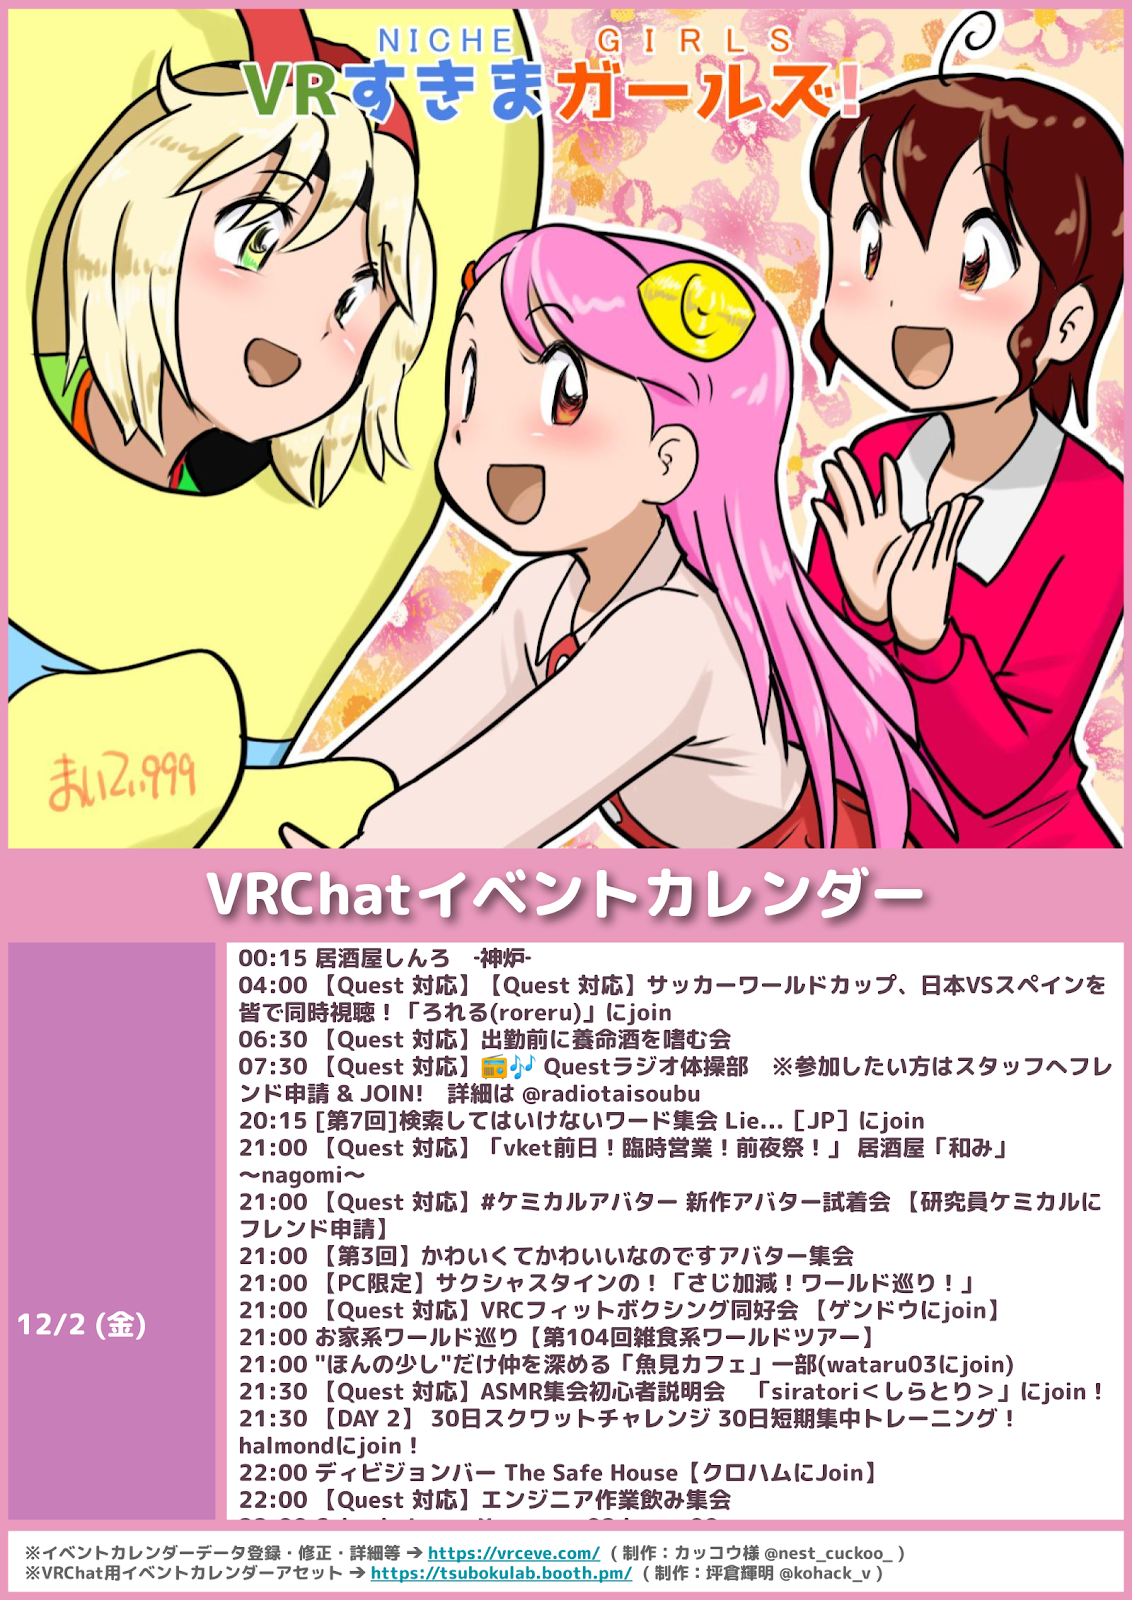 NICHE GIRLS
VRすきまガールズ!
まいてい999
VRChatイベントカレンダー
12/2 (金)
00:15 居酒屋しんろ　-神炉-
04:00 【Quest 対応】【Quest 対応】サッカーワールドカップ、日本VSスペインを
皆で同時視聴！「ろれる(roreru)」にjoin
06:30 【Quest 対応】出勤前に養命酒を嗜む会
07:30 【Quest 対応】📻🎶 Questラジオ体操部　※参加したい方はスタッフへフレ
ンド申請 & JOIN!　詳細は @radiotaisoubu
20:15 [第7回]検索してはいけないワード集会 Lie...［JP］にjoin
21:00 【Quest 対応】「vket前日！臨時営業！前夜祭！」 居酒屋「和み」
～nagomi～
21:00 【Quest 対応】#ケミカルアバター 新作アバター試着会 【研究員ケミカルに
フレンド申請】
21:00 【第3回】かわいくてかわいいなのですアバター集会
21:00 【PC限定】サクシャスタインの！「さじ加減！ワールド巡り！」
21:00 【Quest 対応】VRCフィットボクシング同好会 【ゲンドウにjoin】
21:00 お家系ワールド巡り【第104回雑食系ワールドツアー】
21:00 "ほんの少し"だけ仲を深める「魚見カフェ」一部(wataru03にjoin)
21:30 【Quest 対応】ASMR集会初心者説明会　「siratori＜しらとり＞」にjoin！
21:30 【DAY 2】 30日スクワットチャレンジ 30日短期集中トレーニング！
halmondにjoin！
22:00 ディビジョンバー The Safe House【クロハムにJoin】
22:00 【Quest 対応】エンジニア作業飲み集会
※イベントカレンダーデータ登録・修正・詳細等 ➔ https://vrceve.com/ （ 制作：カッコウ様 @nest_cuckoo_ ）
※VRChat用イベントカレンダーアセット ➔ https://tsubokulab.booth.pm/ （ 制作：坪倉輝明 @kohack_v ）